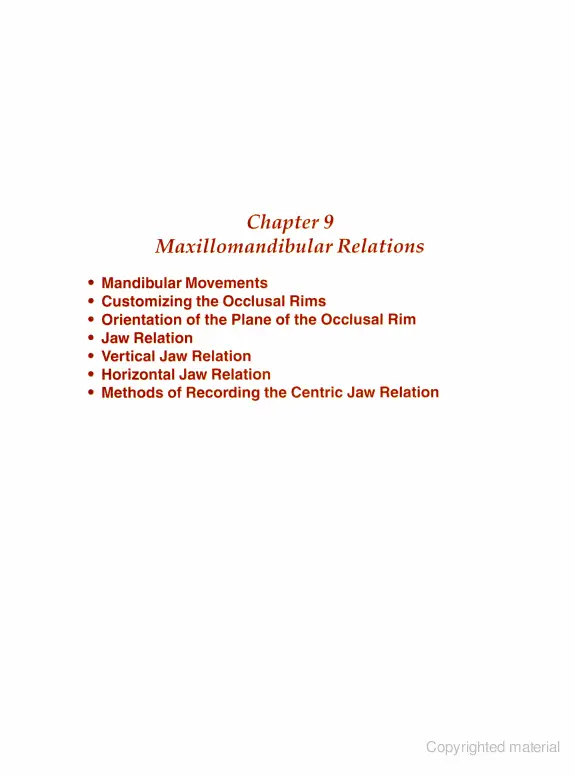 Chapter 9
Maxillomandibular Relations
• Mandibular Movements
• Customizing the Occlusal Rims
• Orientation of the Plane of the Occlusal Rim
• Jaw Relation
• Vertical Jaw Relation
• Horizontal Jaw Relation
• Methods of Recording the Centric Jaw Relation
Copyrighted material